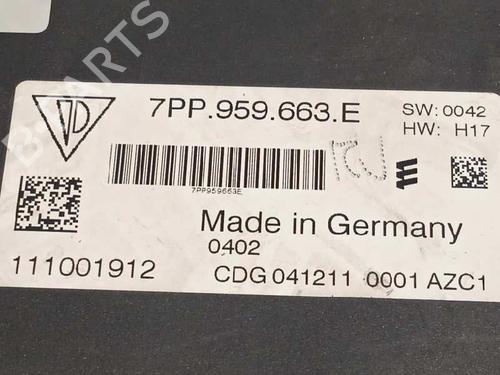 B-PARTS
7PP.959.663.E
SW: 0042
HW: H17
7PP959663E
Made in Germany
0402
111001912
CDG 041211 0001 AZC1